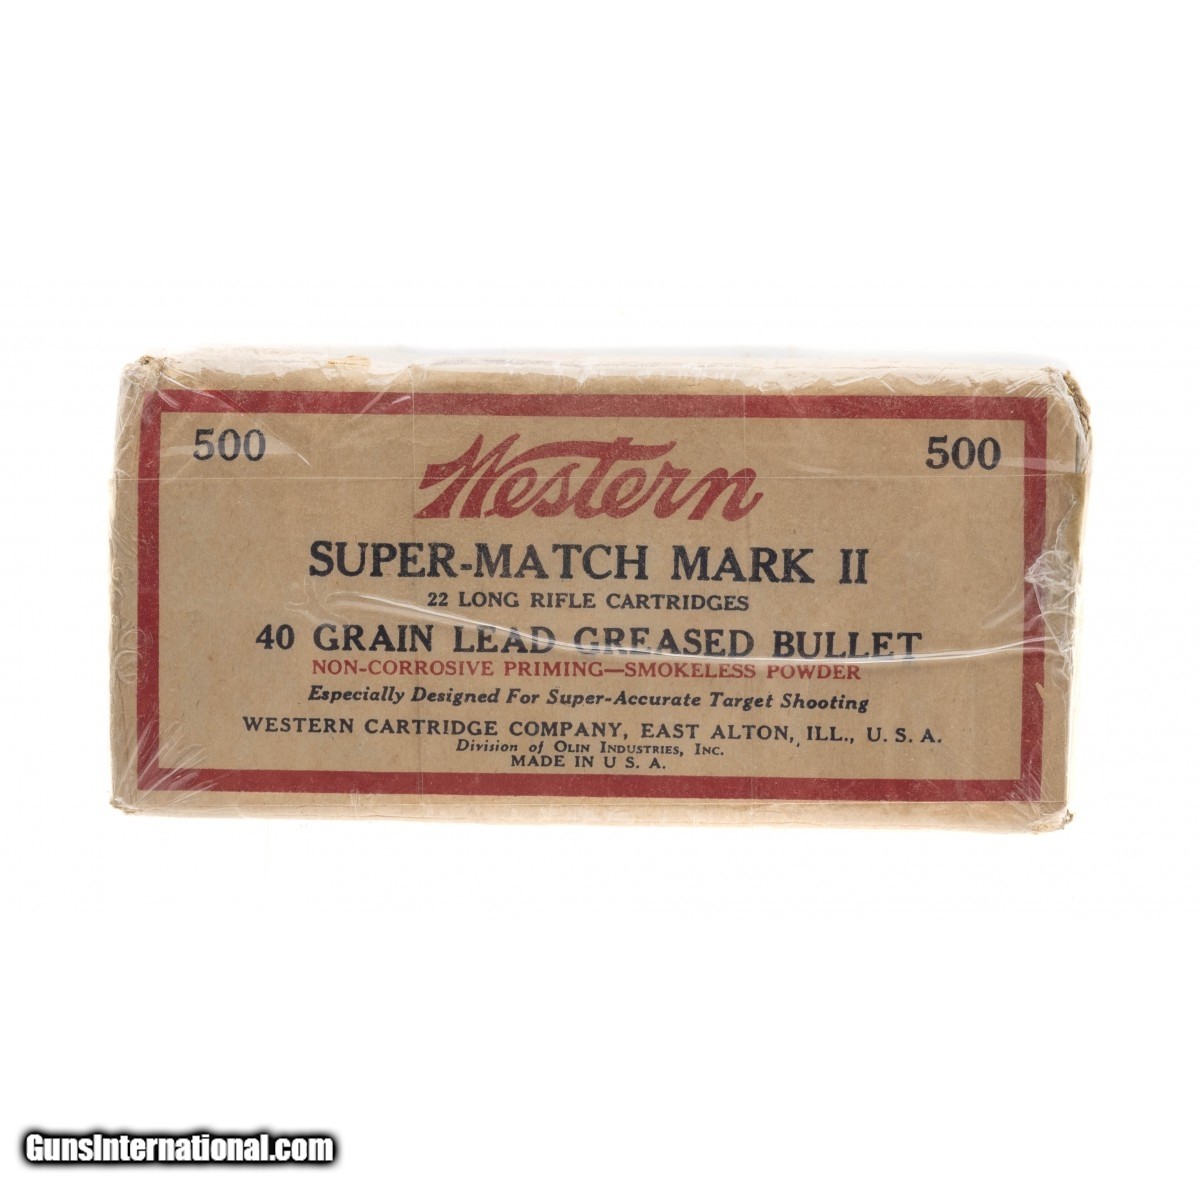 500 Western 500
SUPER-MATCH MARK II
22 LONG RIFLE CARTRIDGES
40 GRAIN LEAD GREASED BULLET
NON-CORROSIVE PRIMING—SMOKELESS POWDER
Especially Designed For Super-Accurate Target Shooting
WESTERN CARTRIDGE COMPANY, EAST ALTON, ILL., U. S. A.
Division of OLIN INDUSTRIES, INC.
MADE IN U S. A.
GunsInternational.com